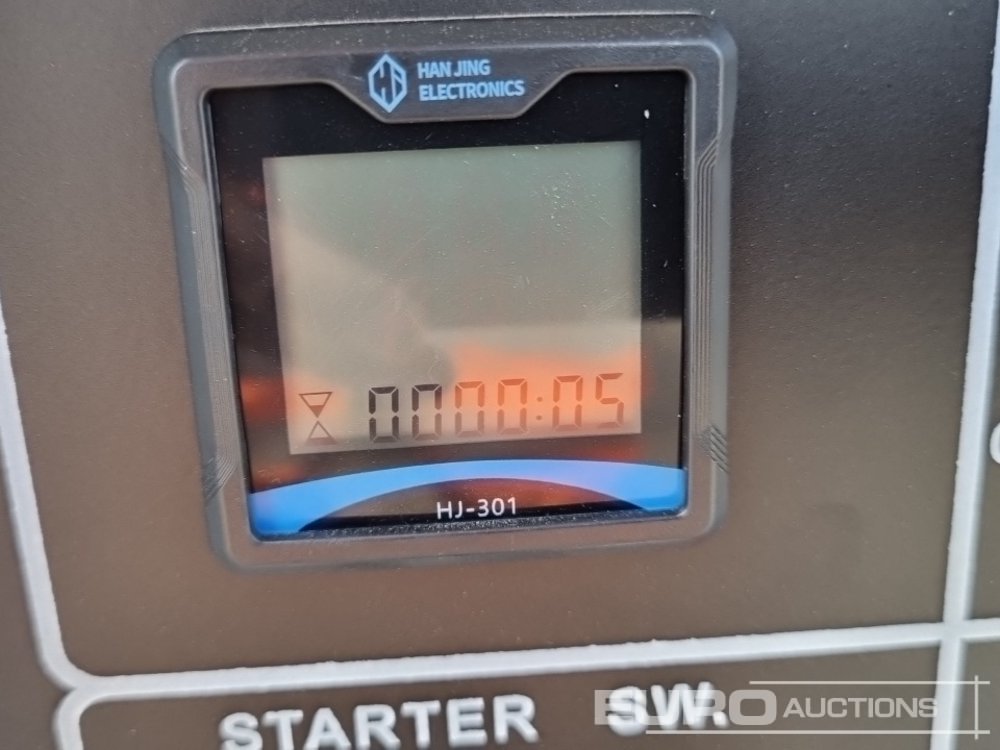 HAN JING
ELECTRONICS
0000:05
HJ-301
STARTER SW.
EURO AUCTIONS